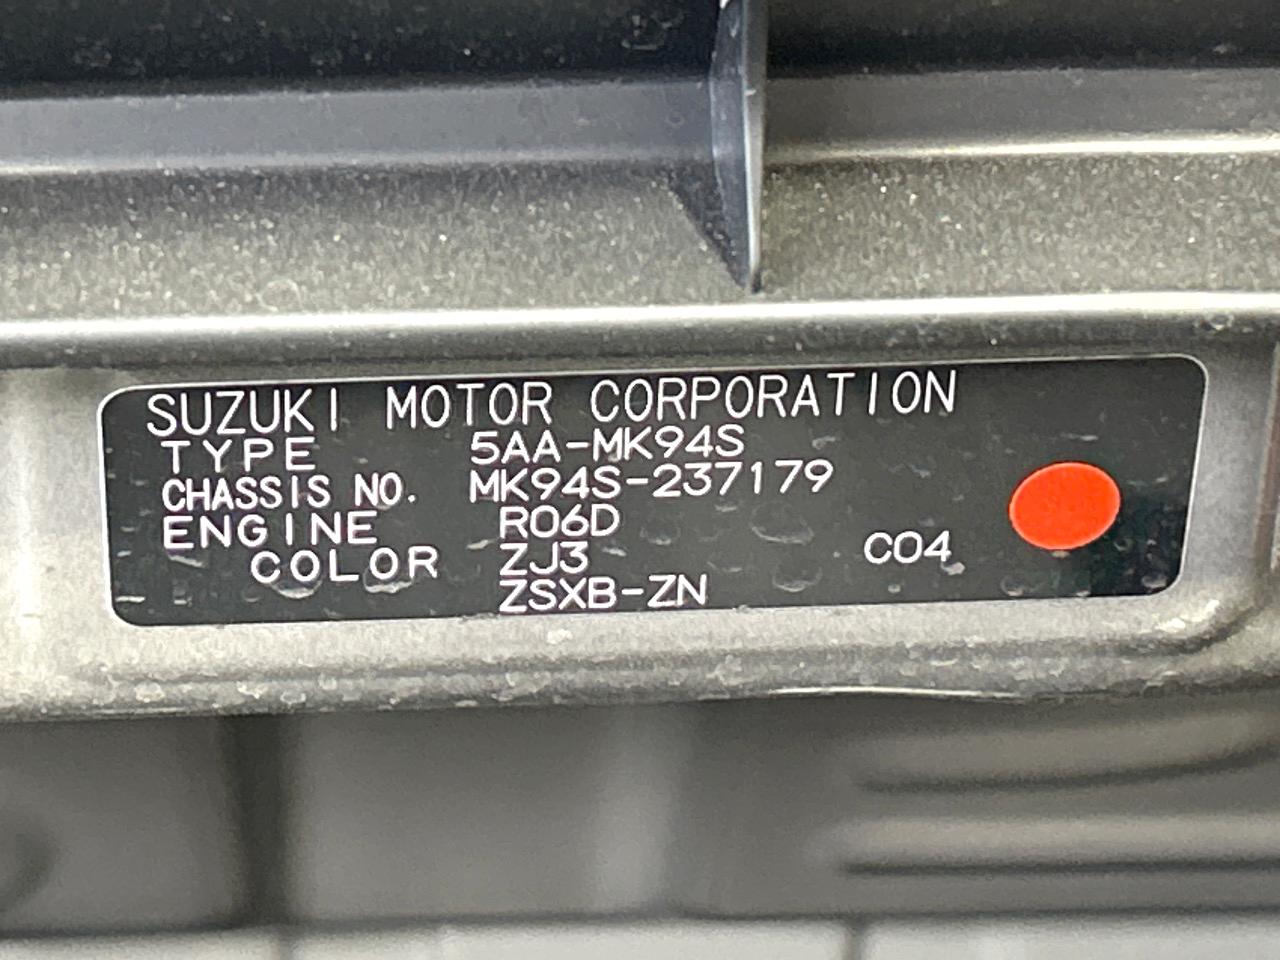 SUZUKI MOTOR CORPORATION
TYPE 5AA-MK94S
CHASSIS NO. MK94S-237179
ENGINE R06D
COLOR ZJ3 C04
ZSXB-ZN